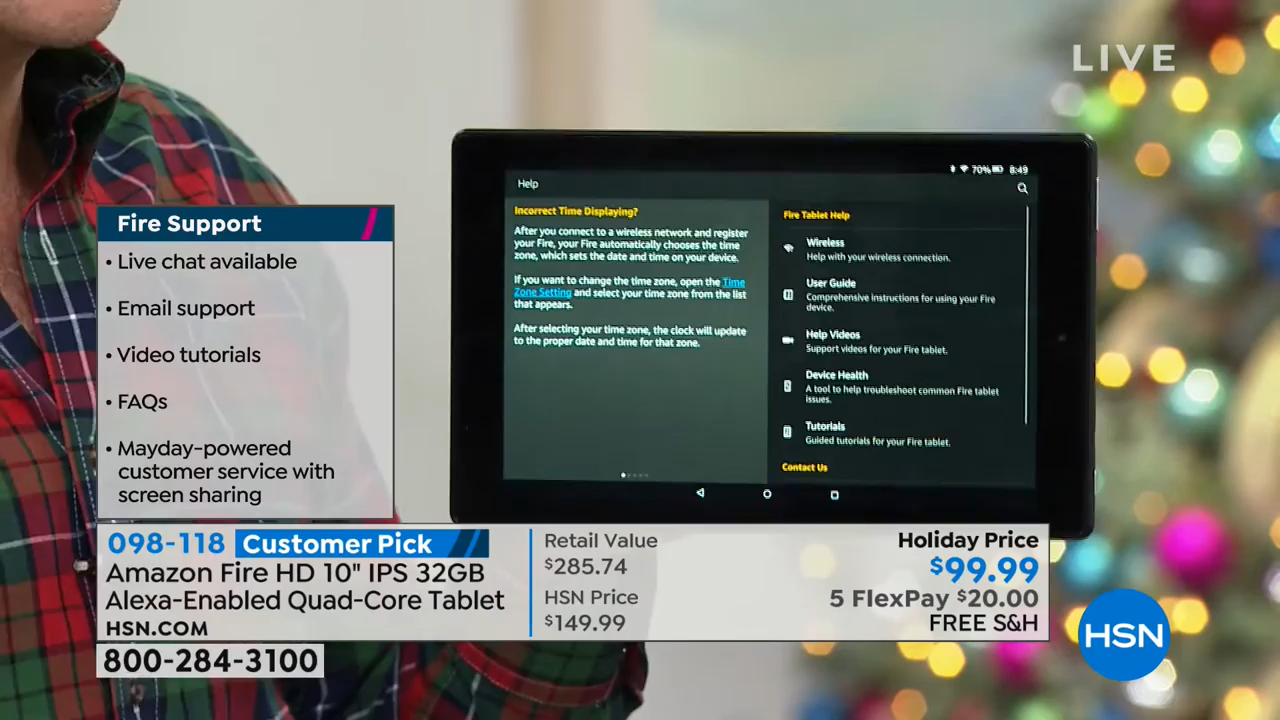 LIVE
70% 8:49
Help
Incorrect Time Displaying?
After you connect to a wireless network and register
your Fire, your Fire automatically chooses the time
zone, which sets the date and time on your device.
If you want to change the time zone, open the Time
Zone Setting and select your time zone from the list
that appears.
After selecting your time zone, the clock will update
to the proper date and time for that zone.
Fire Tablet Help
Wireless
Help with your wireless connection.
User Guide
Comprehensive instructions for using your Fire
device.
Help Videos
Support videos for your Fire tablet.
Device Health
A tool to help troubleshoot common Fire tablet
issues.
Tutorials
Guided tutorials for your Fire tablet.
Contact Us
Fire Support
• Live chat available
• Email support
• Video tutorials
• FAQs
• Mayday-powered
customer service with
screen sharing
098-118 Customer Pick
Amazon Fire HD 10" IPS 32GB
Alexa-Enabled Quad-Core Tablet
HSN.COM
800-284-3100
Retail Value
$285.74
HSN Price
$149.99
Holiday Price
$99.99
5 FlexPay $20.00
FREE S&H
HSN